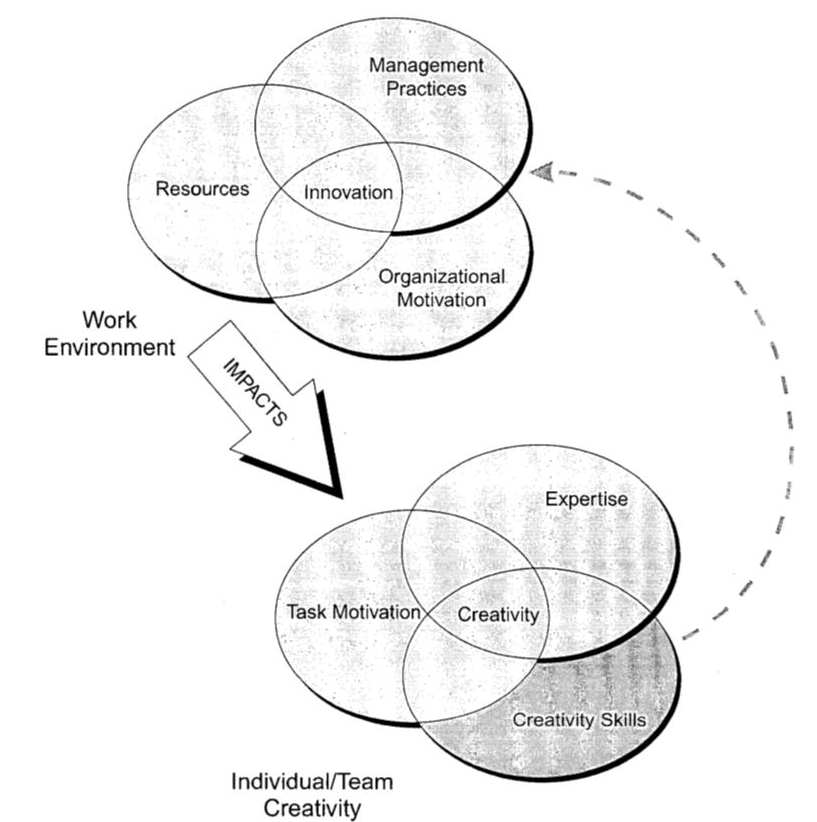 Management
Practices
Resources
Innovation
Organizational
Motivation
Work
Environment
IMPACTS
Expertise
Task Motivation
Creativity
Creativity Skills
Individual/Team
Creativity